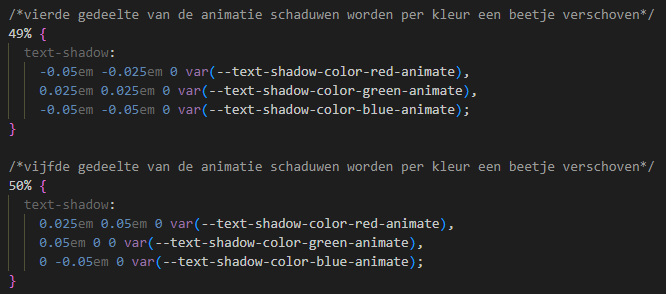 /*vierde gedeelte van de animatie schaduwen worden per kleur een beetje verschoven*/
49% {
text-shadow:
-0.05em -0.025em 0 var(--text-shadow-color-red-animate),
0.025em 0.025em 0 var(--text-shadow-color-green-animate),
-0.05em -0.05em 0 var(--text-shadow-color-blue-animate);
}
/*vijfde gedeelte van de animatie schaduwen worden per kleur een beetje verschoven*/
50% {
text-shadow:
0.025em 0.05em 0 var(--text-shadow-color-red-animate),
0.05em 0 0 var(--text-shadow-color-green-animate),
0 -0.05em 0 var(--text-shadow-color-blue-animate);
}